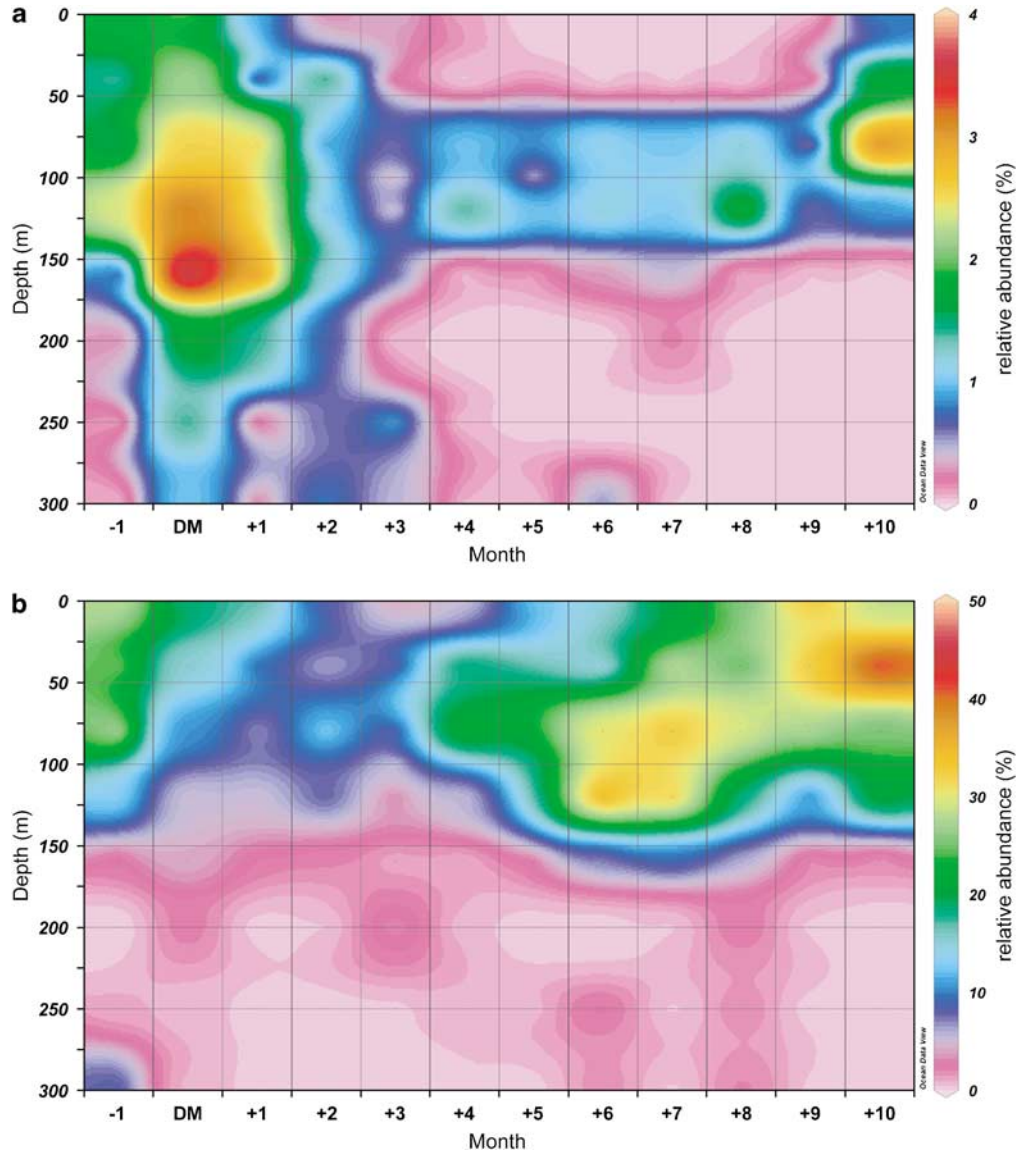 a
0
50
100
150
200
250
300
Depth (m)
-1 DM +1 +2 +3 +4 +5 +6 +7 +8 +9 +10
Month
Ocean Data View
4
3
2
1
0
relative abundance (%)
b
0
50
100
150
200
250
300
Depth (m)
-1 DM +1 +2 +3 +4 +5 +6 +7 +8 +9 +10
Month
Ocean Data View
50
40
30
20
10
0
relative abundance (%)